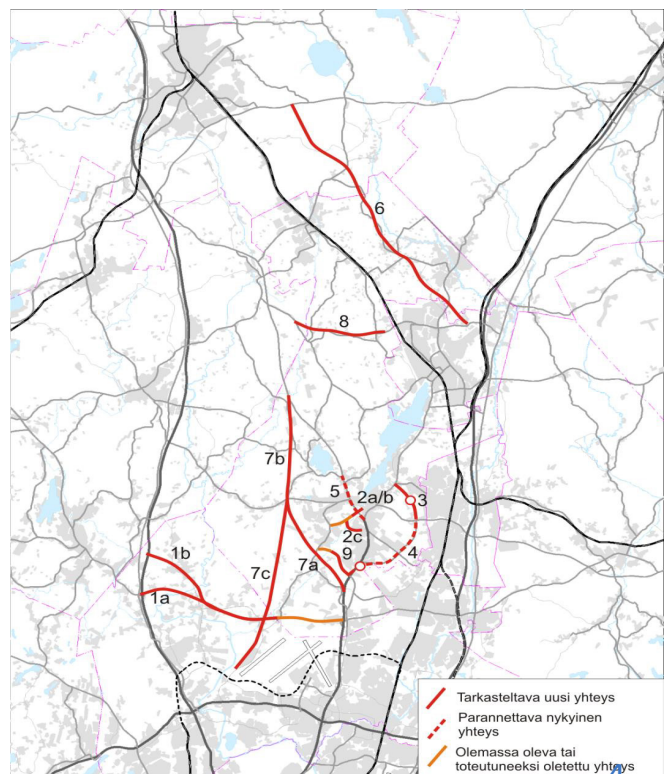 6
8
7b
5
2a/b
3
2c
4
1b
9
7a
7c
1a
Tarkasteltava uusi yhteys
Parannettava nykyinen
yhteys
Olemassa oleva tai
toteutuneeksi oletettu yhteys